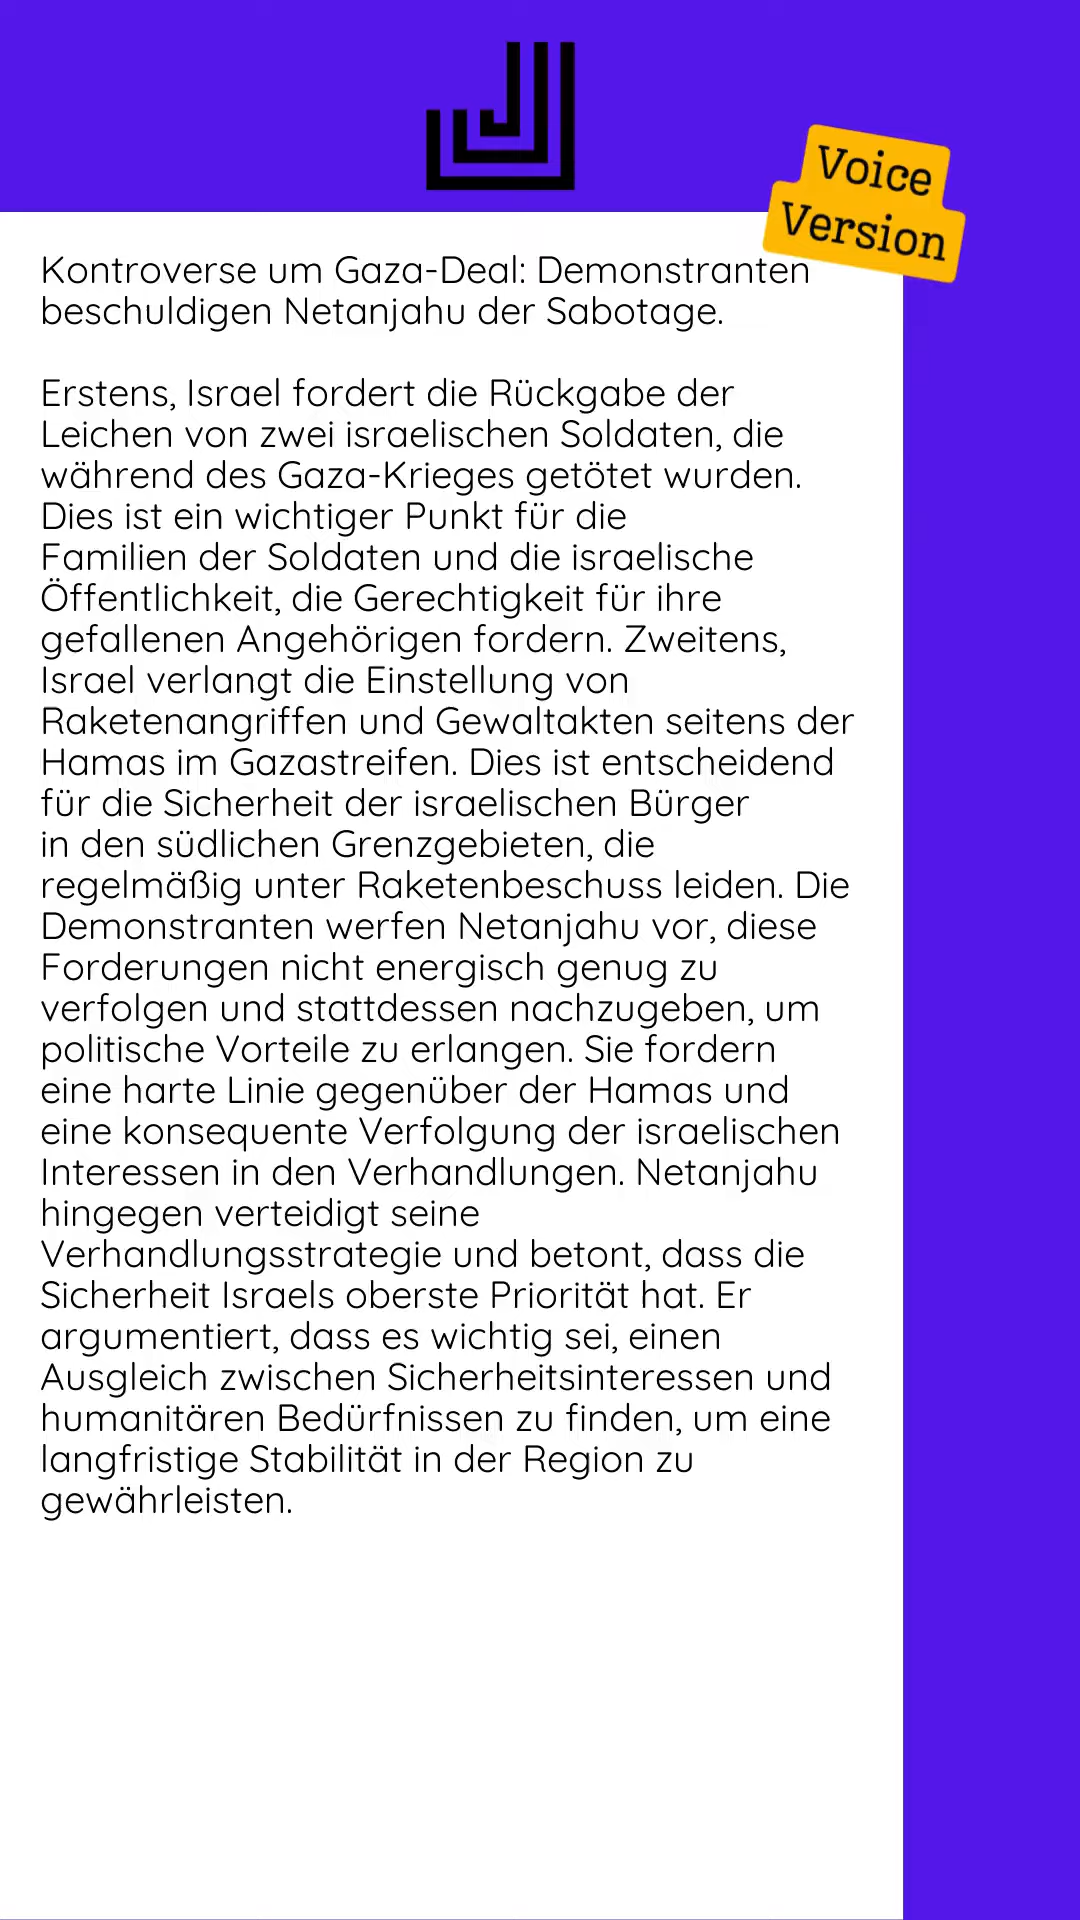 Voice
Version
Kontroverse um Gaza-Deal: Demonstranten
beschuldigen Netanjahu der Sabotage.
Erstens, Israel fordert die Rückgabe der
Leichen von zwei israelischen Soldaten, die
während des Gaza-Krieges getötet wurden.
Dies ist ein wichtiger Punkt für die
Familien der Soldaten und die israelische
Öffentlichkeit, die Gerechtigkeit für ihre
gefallenen Angehörigen fordern. Zweitens,
Israel verlangt die Einstellung von
Raketenangriffen und Gewaltakten seitens der
Hamas im Gazastreifen. Dies ist entscheidend
für die Sicherheit der israelischen Bürger
in den südlichen Grenzgebieten, die
regelmäßig unter Raketenbeschuss leiden. Die
Demonstranten werfen Netanjahu vor, diese
Forderungen nicht energisch genug zu
verfolgen und stattdessen nachzugeben, um
politische Vorteile zu erlangen. Sie fordern
eine harte Linie gegenüber der Hamas und
eine konsequente Verfolgung der israelischen
Interessen in den Verhandlungen. Netanjahu
hingegen verteidigt seine
Verhandlungsstrategie und betont, dass die
Sicherheit Israels oberste Priorität hat. Er
argumentiert, dass es wichtig sei, einen
Ausgleich zwischen Sicherheitsinteressen und
humanitären Bedürfnissen zu finden, um eine
langfristige Stabilität in der Region zu
gewährleisten.